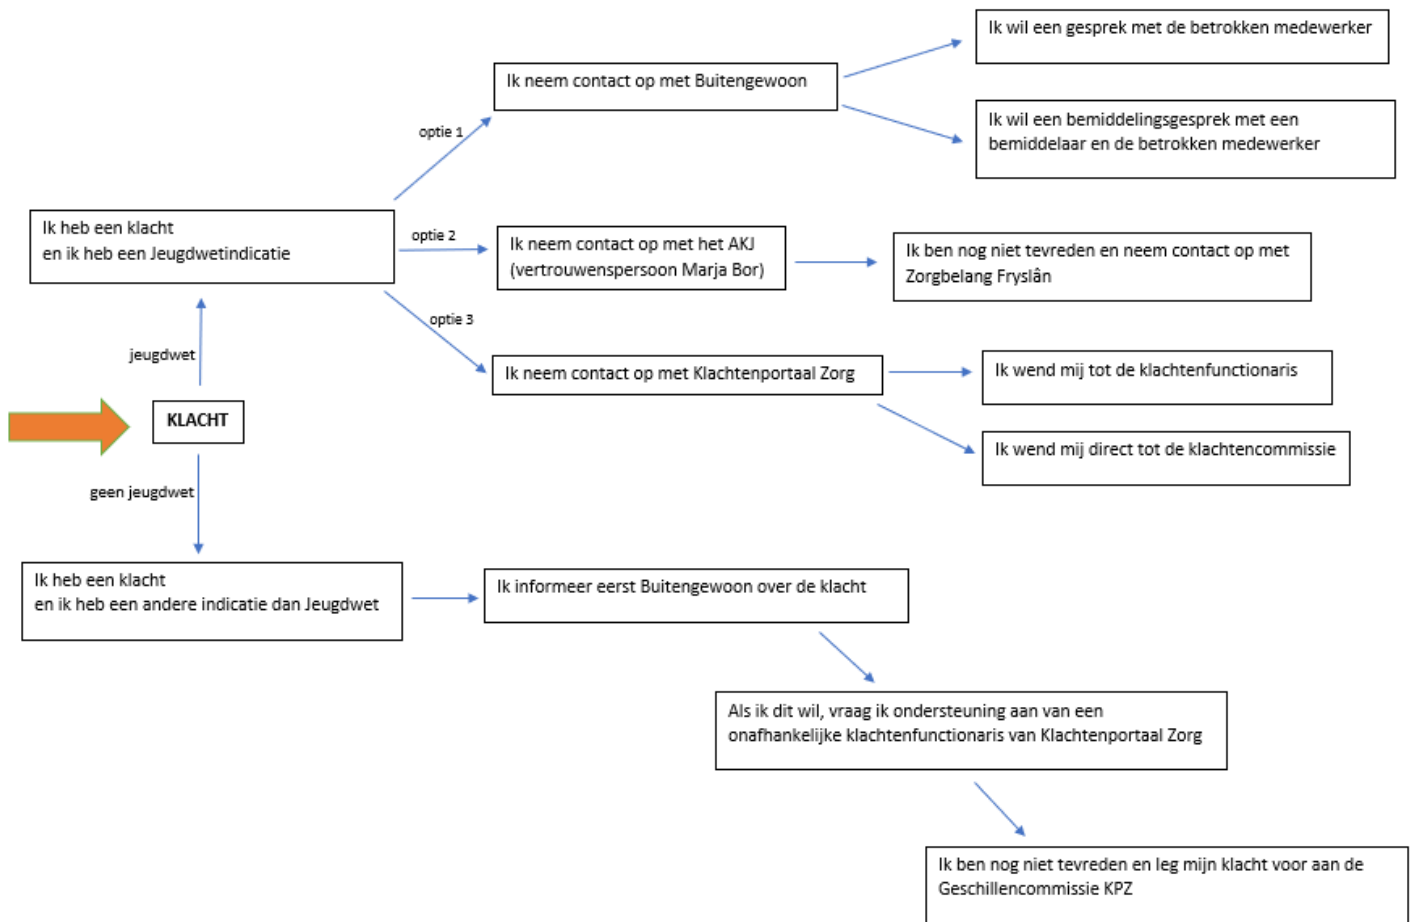 Ik wil een gesprek met de betrokken medewerker
Ik neem contact op met Buitengewoon
Ik wil een bemiddelingsgesprek met een
bemiddelaar en de betrokken medewerker
optie 1
Ik heb een klacht
en ik heb een Jeugdwetindicatie
optie 2
Ik neem contact op met het AKJ
(vertrouwenspersoon Marja Bor)
Ik ben nog niet tevreden en neem contact op met
Zorgbelang Fryslân
optie 3
jeugdwet
Ik neem contact op met Klachtenportaal Zorg
Ik wend mij tot de klachtenfunctionaris
KLACHT
Ik wend mij direct tot de klachtencommissie
geen jeugdwet
Ik heb een klacht
en ik heb een andere indicatie dan Jeugdwet
Ik informeer eerst Buitengewoon over de klacht
Als ik dit wil, vraag ik ondersteuning aan van een
onafhankelijke klachtenfunctionaris van Klachtenportaal Zorg
Ik ben nog niet tevreden en leg mijn klacht voor aan de
Geschillencommissie KPZ